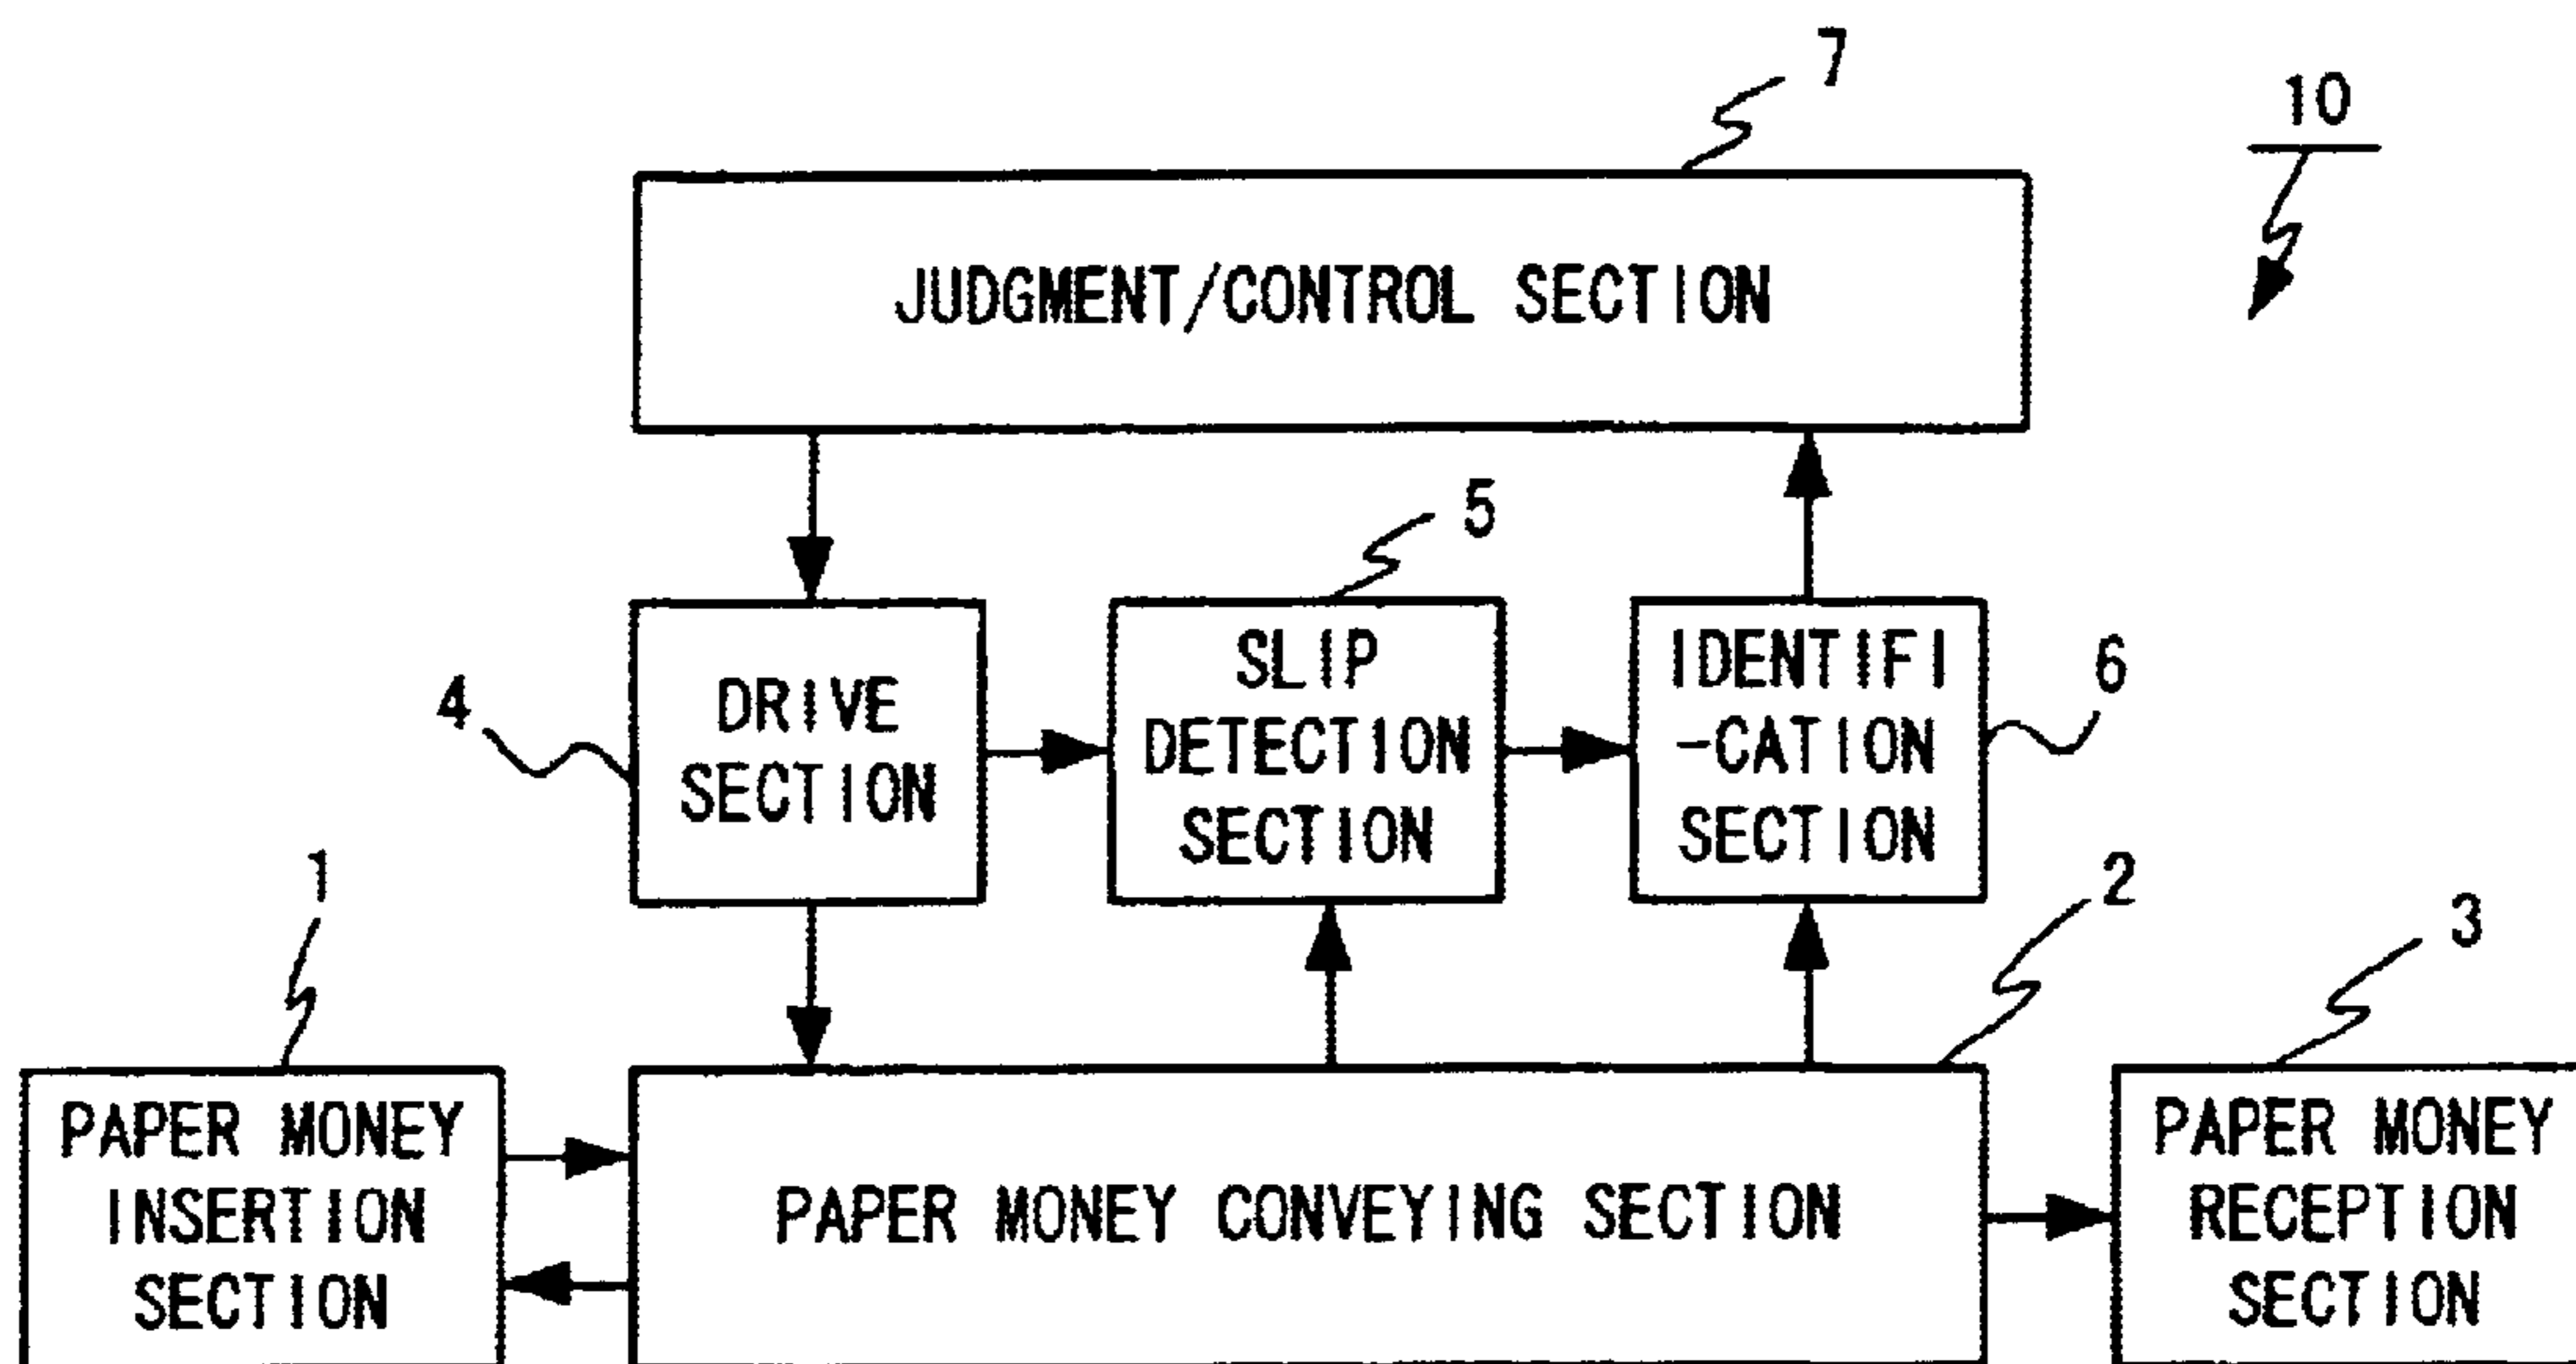 7
10
JUDGMENT/CONTROL SECTION
5
4
DRIVE
SECTION
SLIP
DETECTION
SECTION
IDENTIFI
-CATION
SECTION
6
1
2
3
PAPER MONEY
INSERTION
SECTION
PAPER MONEY CONVEYING SECTION
PAPER MONEY
RECEPTION
SECTION